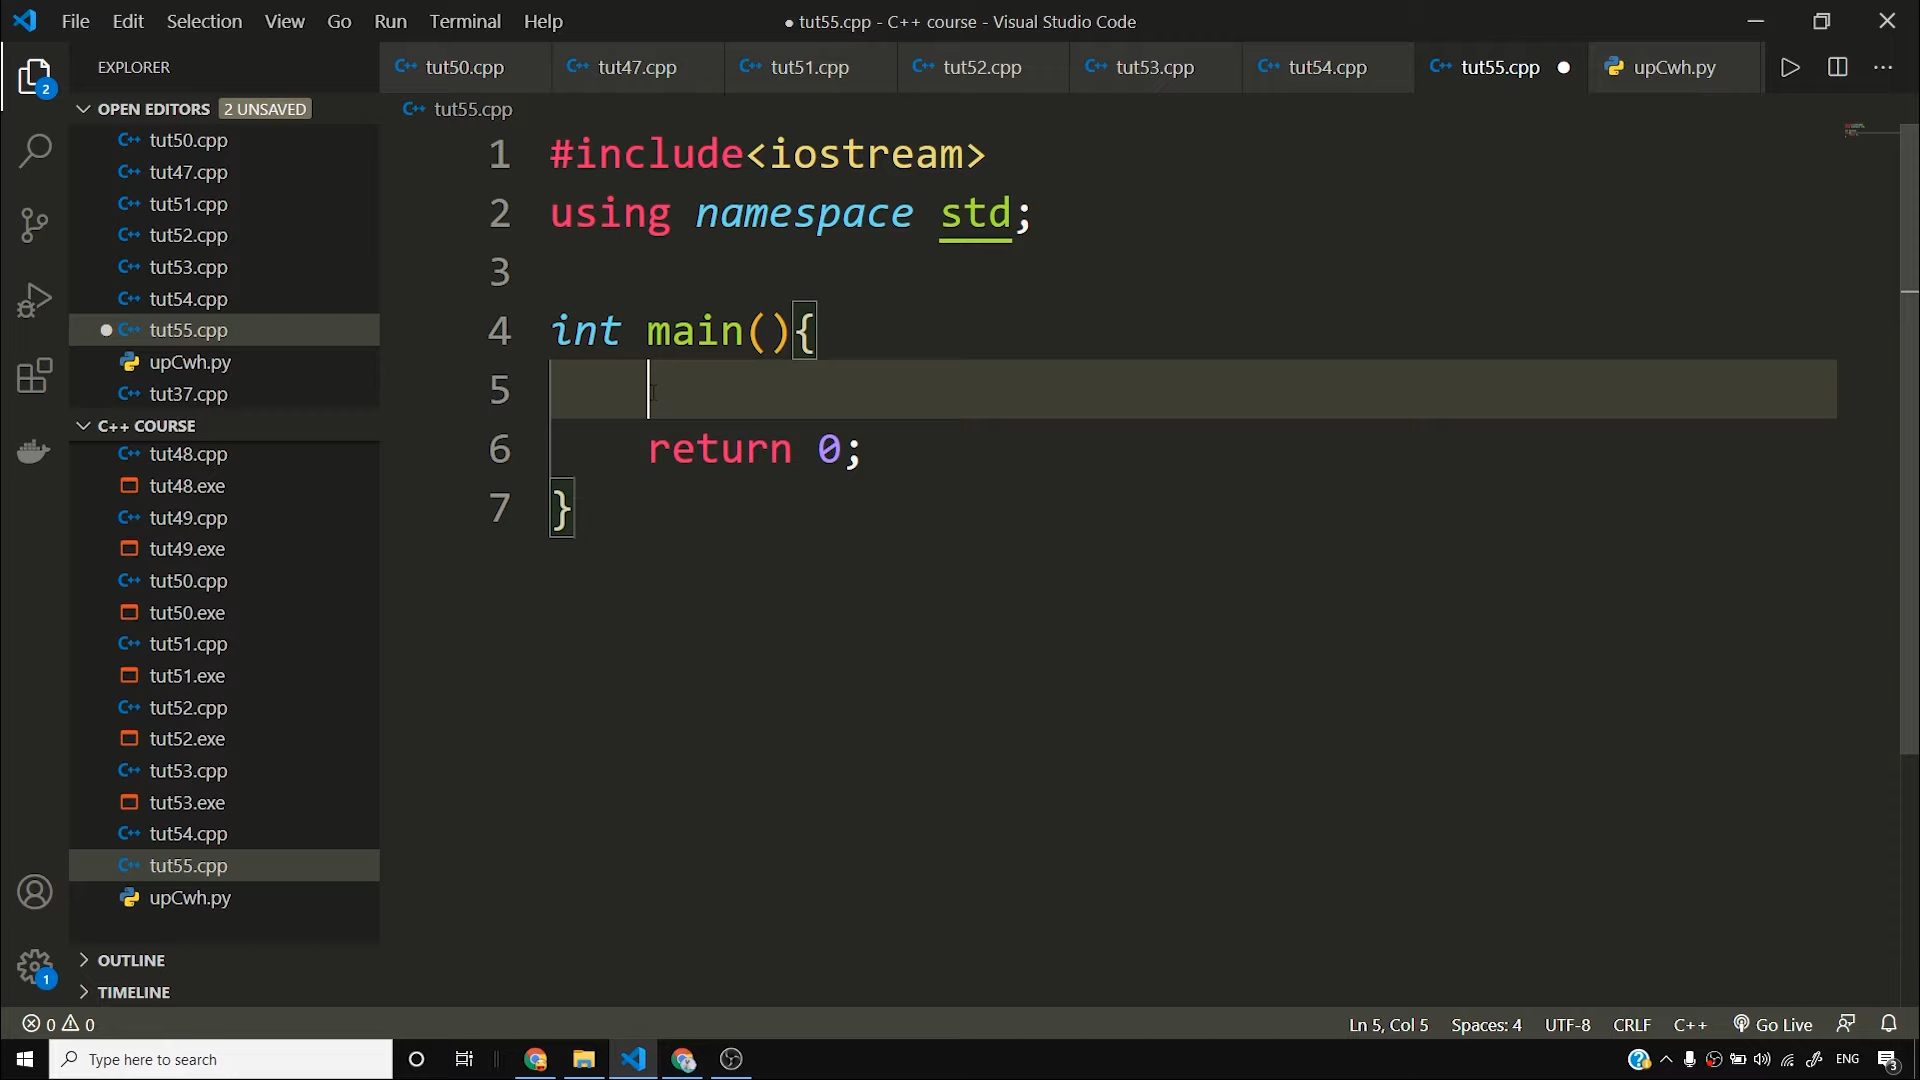 File Edit Selection View Go Run Terminal Help
● tut55.cpp - C++ course - Visual Studio Code
EXPLORER
tut50.cpp tut47.cpp tut51.cpp tut52.cpp tut53.cpp tut54.cpp tut55.cpp upCwh.py
OPEN EDITORS 2 UNSAVED
tut50.cpp
tut47.cpp
tut51.cpp
tut52.cpp
tut53.cpp
tut54.cpp
tut55.cpp
upCwh.py
tut37.cpp
C++ COURSE
tut48.cpp
tut48.exe
tut49.cpp
tut49.exe
tut50.cpp
tut50.exe
tut51.cpp
tut51.exe
tut52.cpp
tut52.exe
tut53.cpp
tut53.exe
tut54.cpp
tut55.cpp
upCwh.py
OUTLINE
TIMELINE
2
1
tut55.cpp
1 #include<iostream>
2 using namespace std;
3
4 int main(){
5
6 return 0;
7 }
0 0
Ln 5, Col 5 Spaces: 4 UTF-8 CRLF C++ Go Live
Type here to search
ENG
3